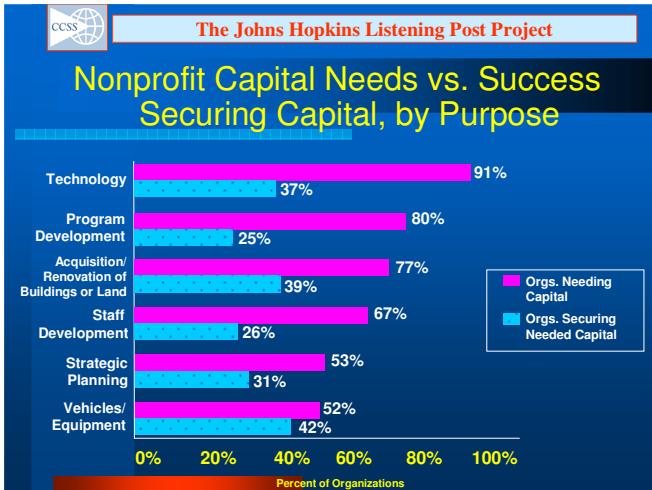 CCSS
The Johns Hopkins Listening Post Project
Nonprofit Capital Needs vs. Success
Securing Capital, by Purpose
Technology
91%
37%
Program
Development
80%
25%
Acquisition/
Renovation of
Buildings or Land
77%
39%
Staff
Development
67%
26%
Strategic
Planning
53%
31%
Vehicles/
Equipment
52%
42%
Orgs. Needing
Capital
Orgs. Securing
Needed Capital
0% 20% 40% 60% 80% 100%
Percent of Organizations